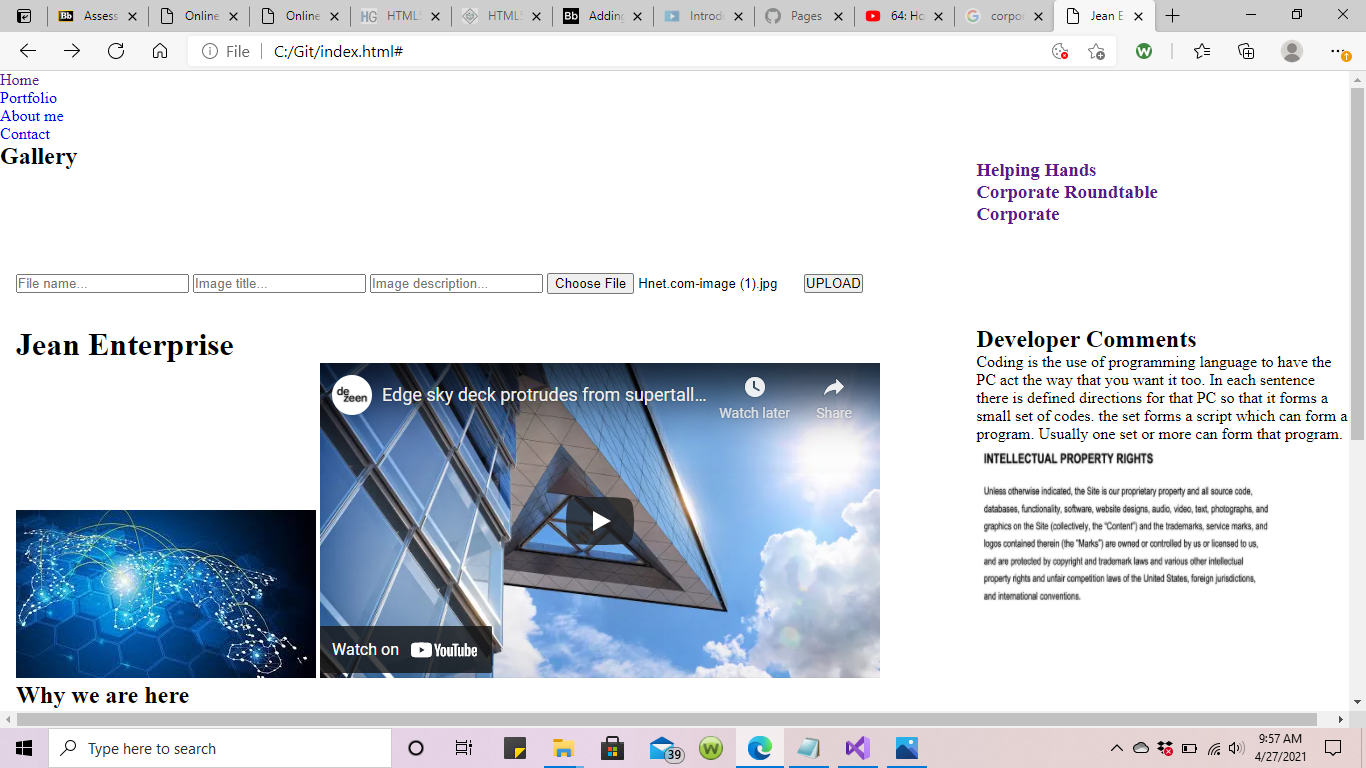 Assess
Online
Online
HG HTML5
HTML5
Bb Adding
Introdu
Pages
64: Ho
corpor
Jean E
File
C:/Git/index.html#
Home
Portfolio
About me
Contact
Gallery
Helping Hands
Corporate Roundtable
Corporate
File name...
Image title...
Image description...
Choose File
Hnet.com-image (1).jpg
UPLOAD
Jean Enterprise
de
zeen
Edge sky deck protrudes from supertall...
Watch later
Share
Watch on YouTube
Developer Comments
Coding is the use of programming language to have the
PC act the way that you want it too. In each sentence
there is defined directions for that PC so that it forms a
small set of codes. the set forms a script which can form a
program. Usually one set or more can form that program.
INTELLECTUAL PROPERTY RIGHTS
Unless otherwise indicated, the Site is our proprietary property and all source code,
databases, functionality, software, website designs, audio, video, text, photographs, and
graphics on the Site (collectively, the “Content”) and the trademarks, service marks, and
logos contained therein (the “Marks”) are owned or controlled by us or licensed to us,
and are protected by copyright and trademark laws and various other intellectual
property rights and unfair competition laws of the United States, foreign jurisdictions,
and international conventions.
Why we are here
Type here to search
39
9:57 AM
4/27/2021